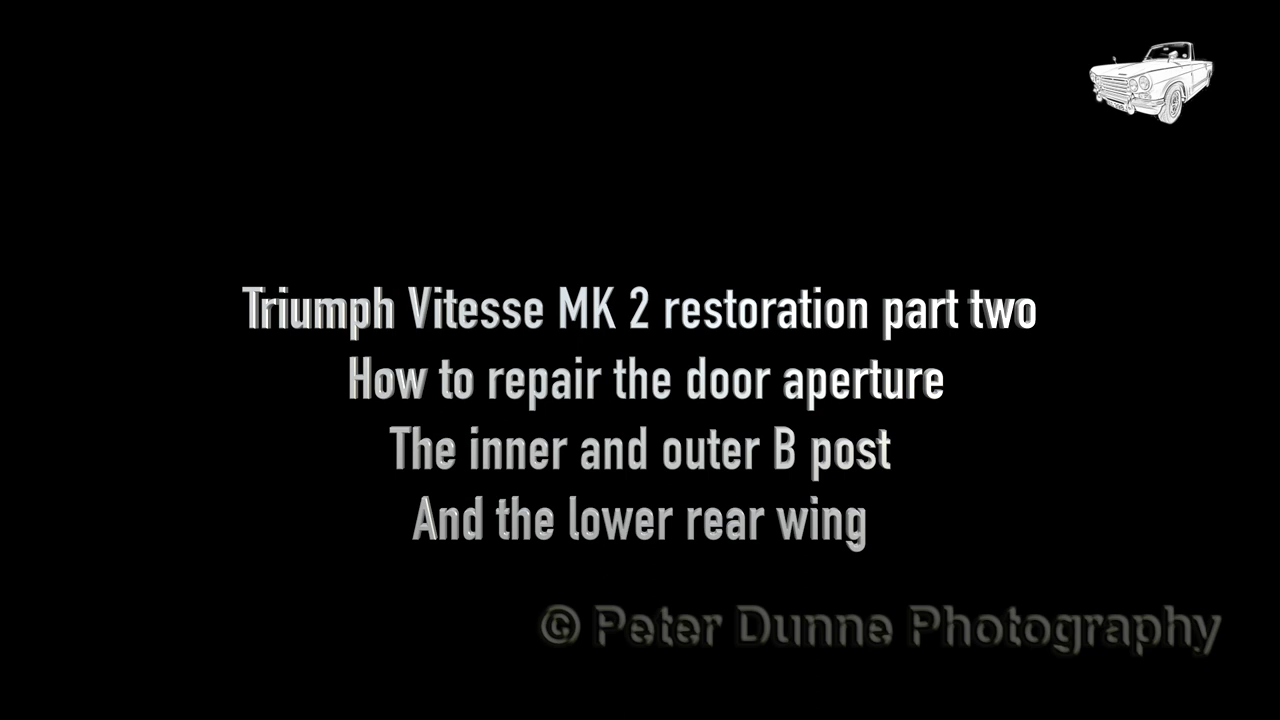 Triumph Vitesse MK 2 restoration part two
How to repair the door aperture
The inner and outer B post
And the lower rear wing
© Peter Dunne Photography